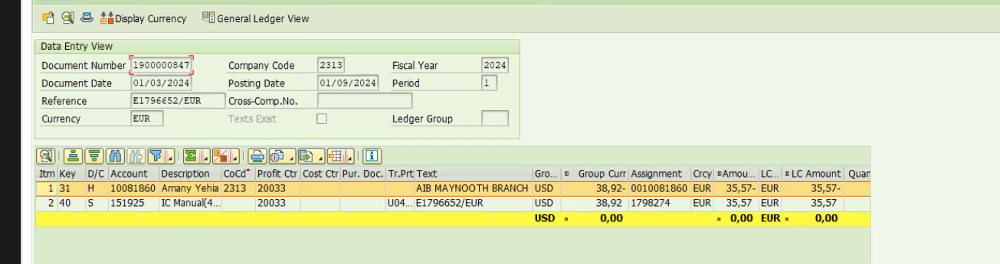 Display Currency General Ledger View
Data Entry View
Document Number 1900000847 Company Code 2313 Fiscal Year 2024
Document Date 01/03/2024 Posting Date 01/09/2024 Period 1
Reference E1796652/EUR Cross-Comp.No.
Currency EUR Texts Exist Ledger Group
Itm Key D/C Account Description CoCd Profit Ctr Cost Ctr Pur. Doc. Tr.Prt Text Gro... Group Curr Assignment Crcy Amou... LC... LC Amount Quan
1 31 H 10081860 Amany Yehia 2313 20033 AIB MAYNOOTH BRANCH USD 38,92- 0010081860 EUR 35,57- EUR 35,57-
2 40 S 151925 IC Manual(4... 20033 U04... E1796652/EUR USD 38,92 1798274 EUR 35,57 EUR 35,57
USD 0,00 0,00 EUR 0,00